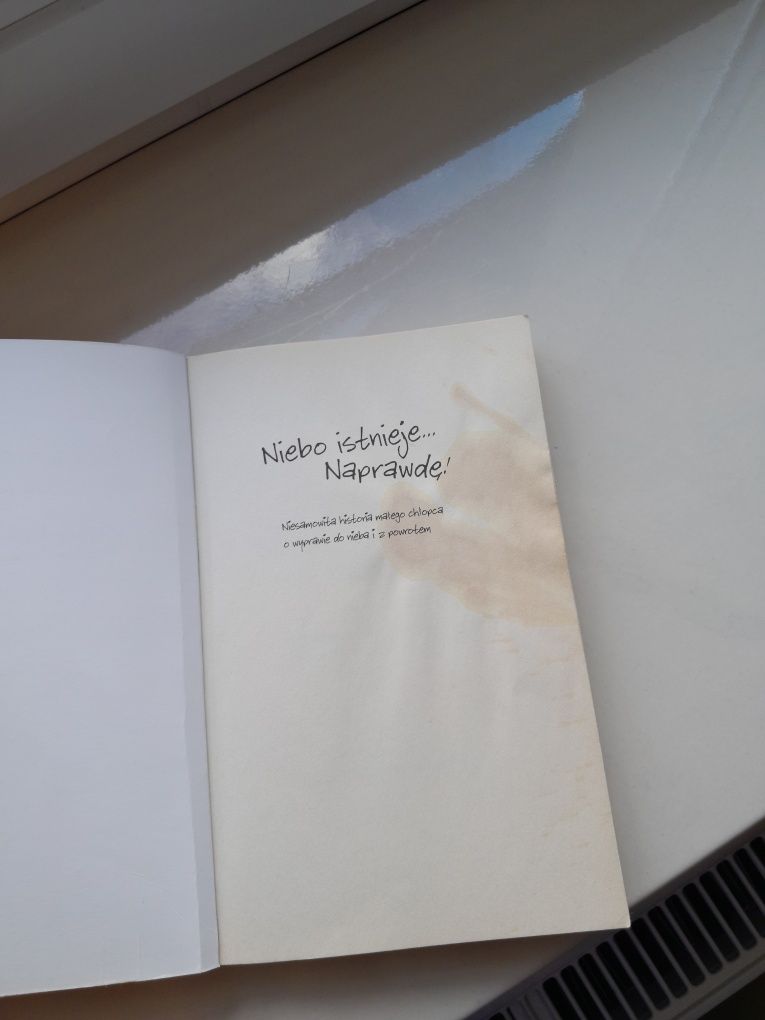 Niebo istnieje...
Naprawdę!
Niesamowita historia małego chłopca
o wyprawie do nieba i z powrotem